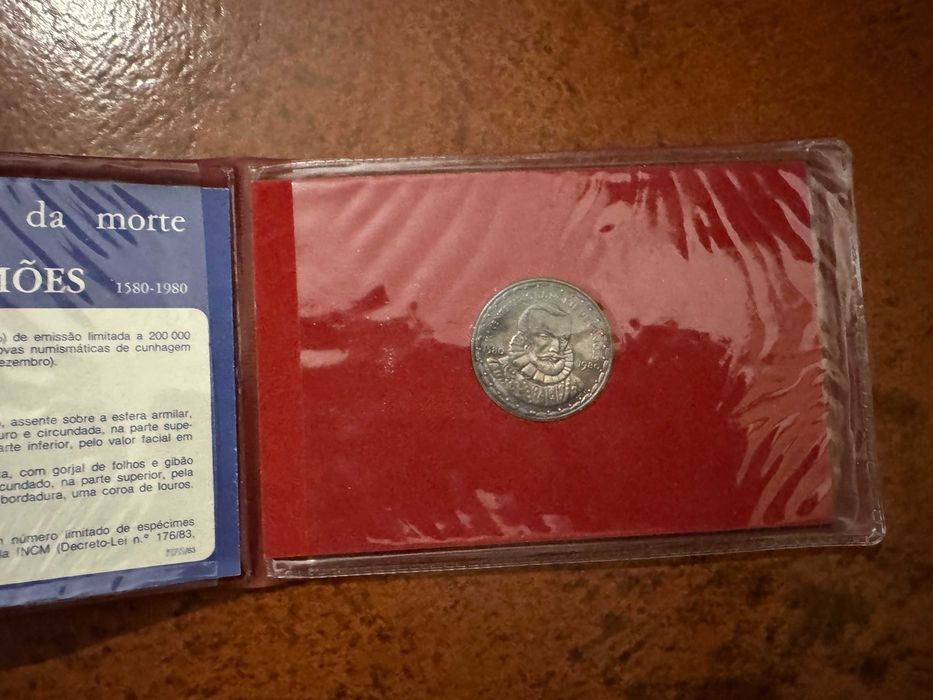 da morte
MÕES 1580-1980
%) de emissão limitada a 200 000
ovas numismáticas de cunhagem
ezembro).
, assente sobre a esfera armilar,
uro e circundada, na parte supe-
arte inferior, pelo valor facial em
a, com gorjal de folhos e gibão
cundado, na parte superior, pela
bordadura, uma coroa de louros.
n número limitado de espécimes
la INCM (Decreto-Lei n.º 176/83,
1980